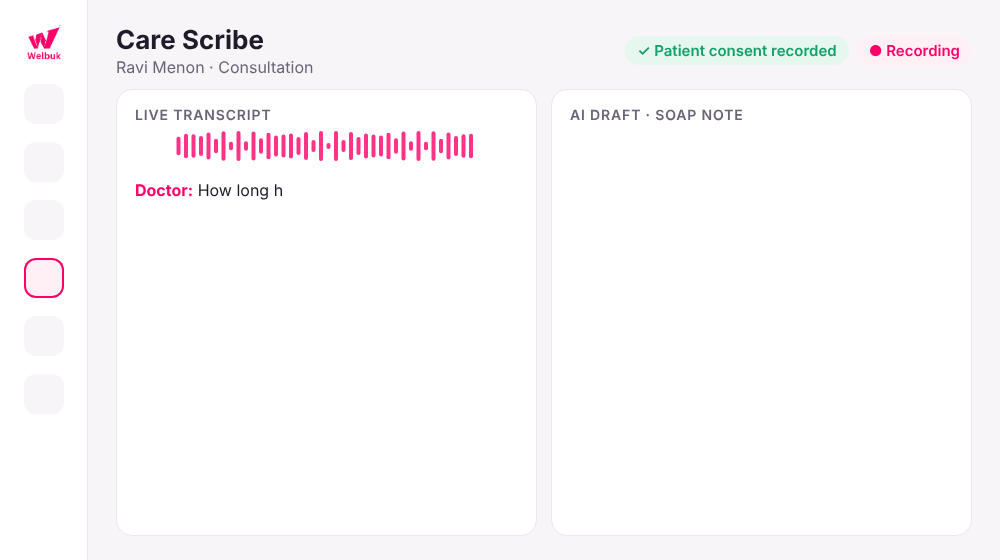 Welbuk
Care Scribe
Ravi Menon · Consultation
✓ Patient consent recorded
Recording
LIVE TRANSCRIPT
Doctor: How long h
AI DRAFT · SOAP NOTE